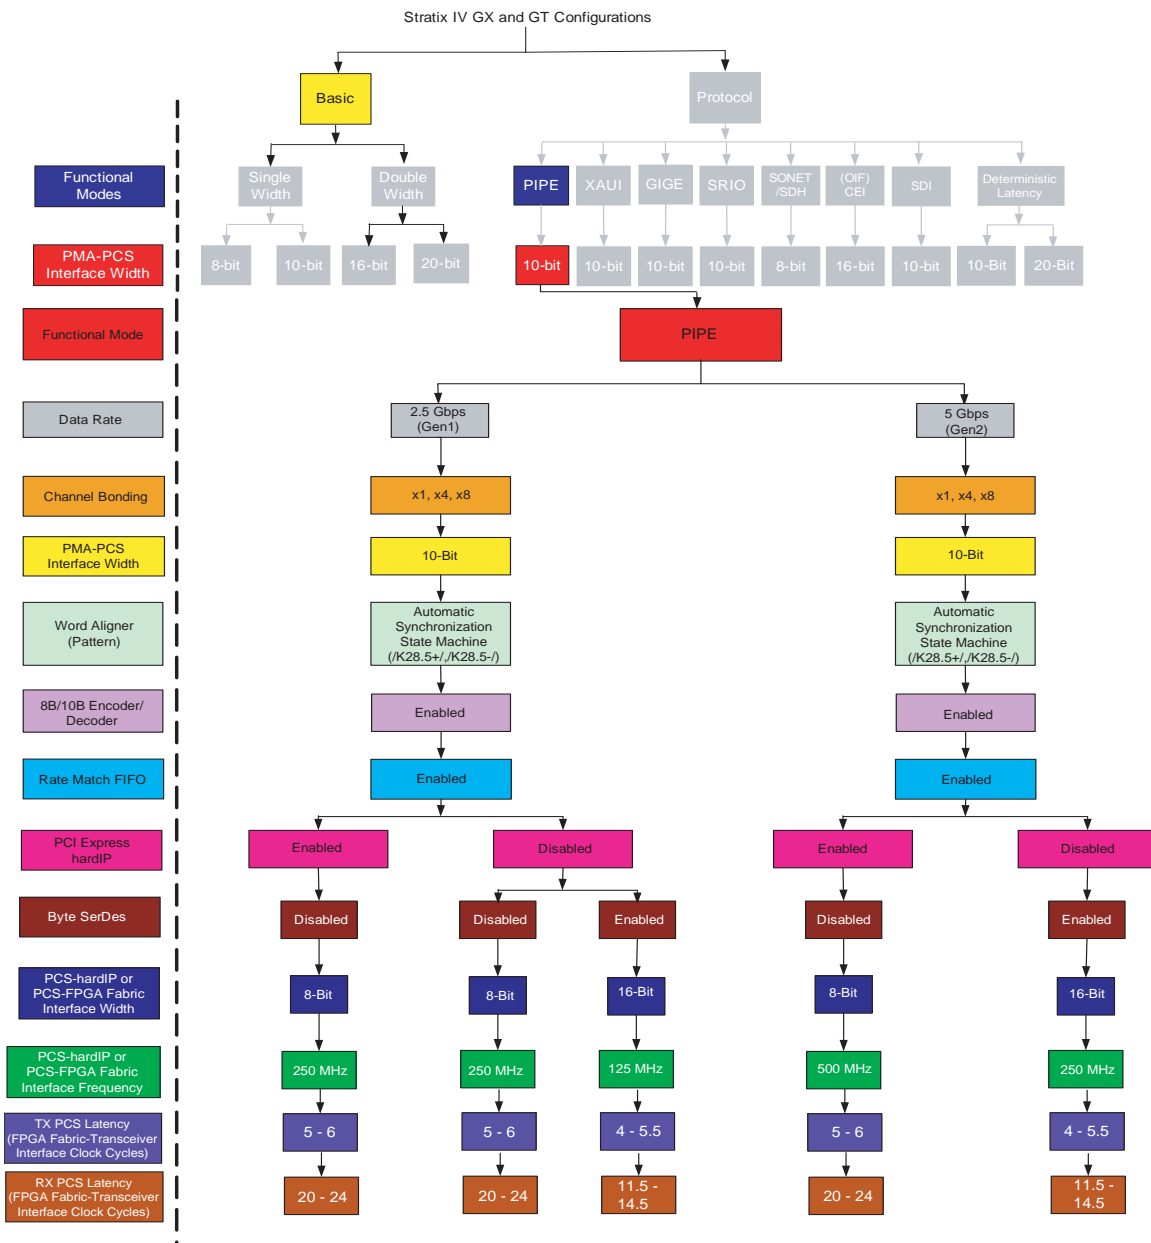 Stratix IV GX and GT Configurations
Basic
Protocol
Functional
Modes
Single
Width
Double
Width
PIPE
XAUI
GIGE
SRIO
SONET
/SDH
(OIF)
CEI
SDI
Deterministic
Latency
PMA-PCS
Interface Width
8-bit
10-bit
16-bit
20-bit
10-bit
10-bit
10-bit
10-bit
8-bit
16-bit
10-bit
10-Bit
20-Bit
Functional Mode
PIPE
Data Rate
2.5 Gbps
(Gen1)
5 Gbps
(Gen2)
Channel Bonding
x1, x4, x8
x1, x4, x8
PMA-PCS
Interface Width
10-Bit
10-Bit
Word Aligner
(Pattern)
Automatic
Synchronization
State Machine
(/K28.5+/,/K28.5-/)
Automatic
Synchronization
State Machine
(/K28.5+/,/K28.5-/)
8B/10B Encoder/
Decoder
Enabled
Enabled
Rate Match FIFO
Enabled
Enabled
PCI Express
hardIP
Enabled
Disabled
Enabled
Disabled
Byte SerDes
Disabled
Disabled
Enabled
Disabled
Enabled
PCS-hardIP or
PCS-FPGA Fabric
Interface Width
8-Bit
8-Bit
16-Bit
8-Bit
16-Bit
PCS-hardIP or
PCS-FPGA Fabric
Interface Frequency
250 MHz
250 MHz
125 MHz
500 MHz
250 MHz
TX PCS Latency
(FPGA Fabric-Transceiver
Interface Clock Cycles)
5 - 6
5 - 6
4 - 5.5
5 - 6
4 - 5.5
RX PCS Latency
(FPGA Fabric-Transceiver
Interface Clock Cycles)
20 - 24
20 - 24
11.5 -
14.5
20 - 24
11.5 -
14.5